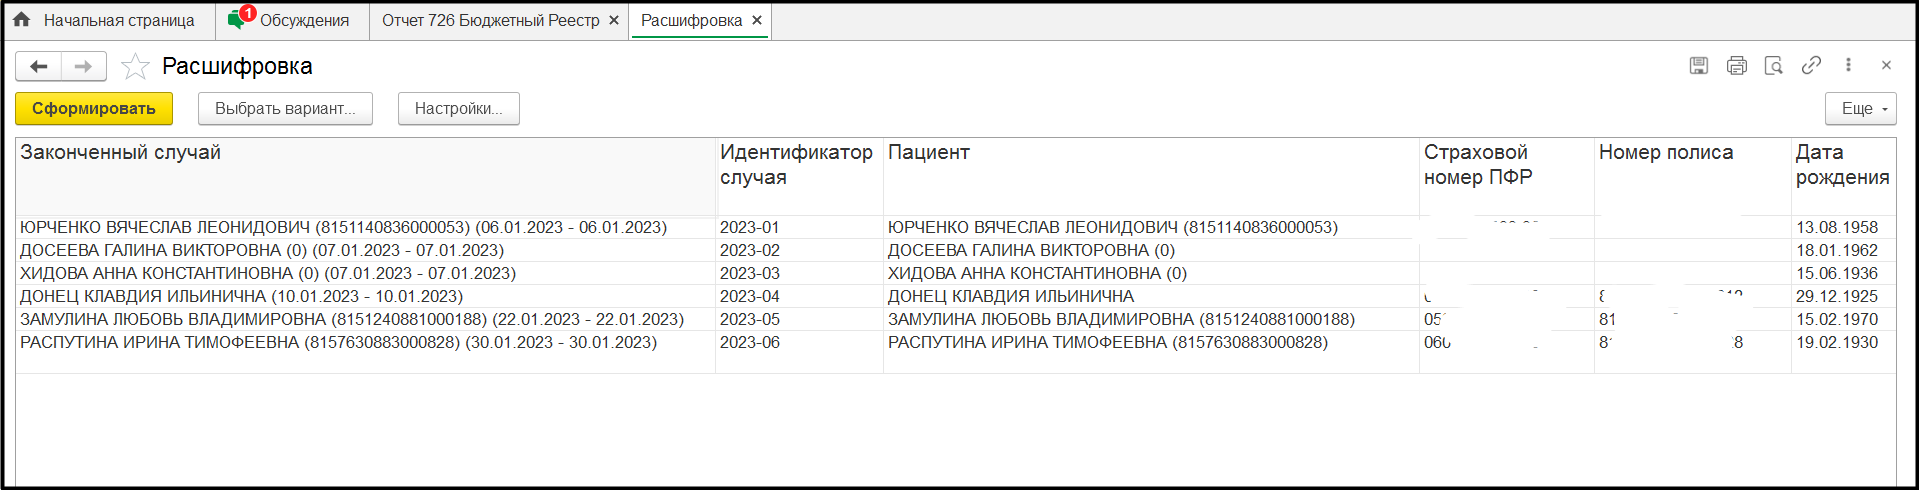 Начальная страница 1 Обсуждения Отчет 726 Бюджетный Реестр Расшифровка
Расшифровка
Сформировать Выбрать вариант... Настройки... Еще
Законченный случай Идентификатор случая Пациент Страховой номер ПФР Номер полиса Дата рождения
ЮРЧЕНКО ВЯЧЕСЛАВ ЛЕОНИДОВИЧ (8151140836000053) (06.01.2023 - 06.01.2023) 2023-01 ЮРЧЕНКО ВЯЧЕСЛАВ ЛЕОНИДОВИЧ (8151140836000053) 13.08.1958
ДОСЕЕВА ГАЛИНА ВИКТОРОВНА (0) (07.01.2023 - 07.01.2023) 2023-02 ДОСЕЕВА ГАЛИНА ВИКТОРОВНА (0) 18.01.1962
ХИДОВА АННА КОНСТАНТИНОВНА (0) (07.01.2023 - 07.01.2023) 2023-03 ХИДОВА АННА КОНСТАНТИНОВНА (0) 15.06.1936
ДОНЕЦ КЛАВДИЯ ИЛЬИНИЧНА (10.01.2023 - 10.01.2023) 2023-04 ДОНЕЦ КЛАВДИЯ ИЛЬИНИЧНА 8 29.12.1925
ЗАМУЛИНА ЛЮБОВЬ ВЛАДИМИРОВНА (8151240881000188) (22.01.2023 - 22.01.2023) 2023-05 ЗАМУЛИНА ЛЮБОВЬ ВЛАДИМИРОВНА (8151240881000188) 05 81 15.02.1970
РАСПУТИНА ИРИНА ТИМОФЕЕВНА (8157630883000828) (30.01.2023 - 30.01.2023) 2023-06 РАСПУТИНА ИРИНА ТИМОФЕЕВНА (8157630883000828) 06 8 8 19.02.1930